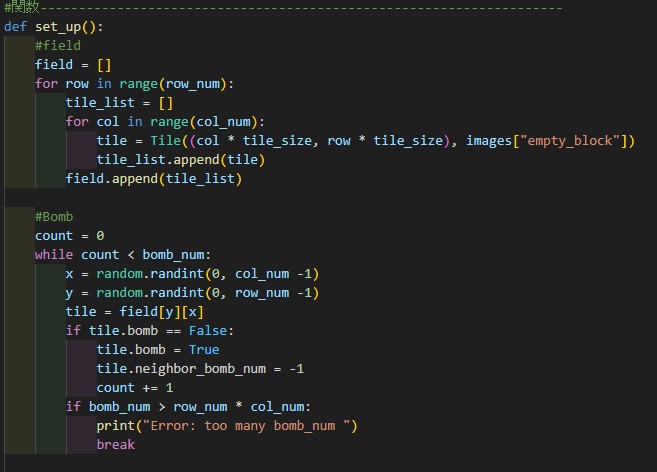 #関数--------------------------------------------------------------------
def set_up():
    #field
    field = []
    for row in range(row_num):
        tile_list = []
        for col in range(col_num):
            tile = Tile((col * tile_size, row * tile_size), images["empty_block"])
            tile_list.append(tile)
        field.append(tile_list)

    #Bomb
    count = 0
    while count < bomb_num:
        x = random.randint(0, col_num -1)
        y = random.randint(0, row_num -1)
        tile = field[y][x]
        if tile.bomb == False:
            tile.bomb = True
            tile.neighbor_bomb_num = -1
            count += 1
        if bomb_num > row_num * col_num:
            print("Error: too many bomb_num ")
            break